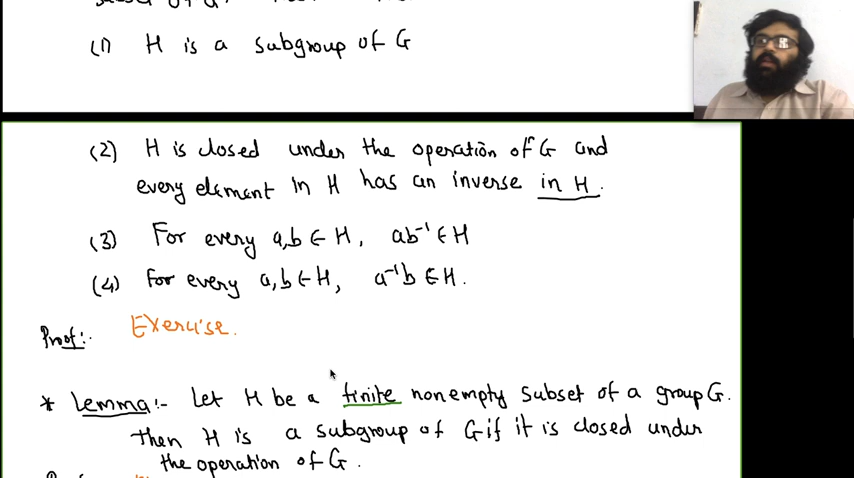 (1) H is a subgroup of G
(2) H is closed under the operation of G and
every element in H has an inverse in H.
(3) For every a,b ∈ H, ab⁻¹ ∈ H
(4) For every a,b ∈ H, a⁻¹b ∈ H.
Proof:- Exercise.
* Lemma:- Let H be a finite nonempty subset of a group G.
Then H is a subgroup of G if it is closed under
the operation of G.